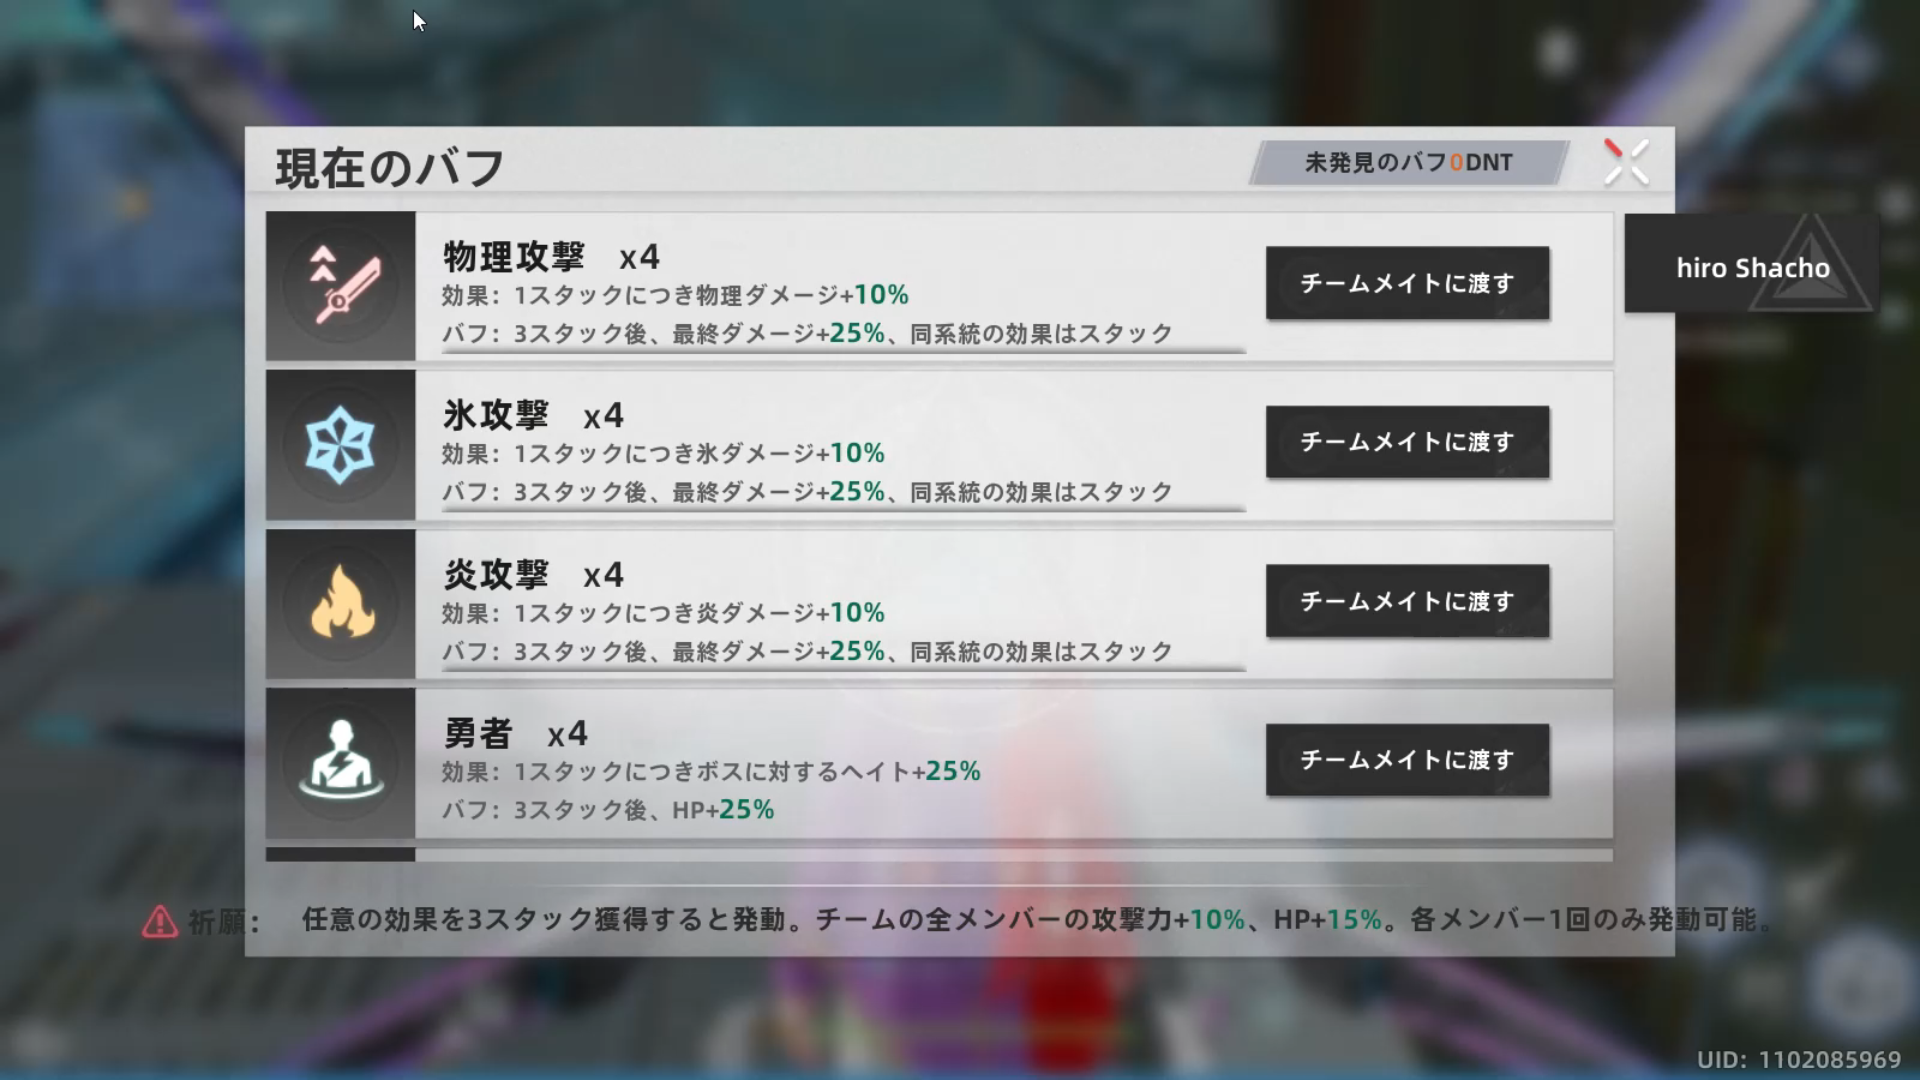 現在のバフ
未発見のバフ0DNT
物理攻撃 x4
効果：1スタックにつき物理ダメージ+10%
バフ：3スタック後、最終ダメージ+25%、同系統の効果はスタック
チームメイトに渡す
hiro Shacho
氷攻撃 x4
効果：1スタックにつき氷ダメージ+10%
バフ：3スタック後、最終ダメージ+25%、同系統の効果はスタック
チームメイトに渡す
炎攻撃 x4
効果：1スタックにつき炎ダメージ+10%
バフ：3スタック後、最終ダメージ+25%、同系統の効果はスタック
チームメイトに渡す
勇者 x4
効果：1スタックにつきボスに対するヘイト+25%
バフ：3スタック後、HP+25%
チームメイトに渡す
祈願： 任意の効果を3スタック獲得すると発動。チームの全メンバーの攻撃力+10%、HP+15%。各メンバー1回のみ発動可能。
UID: 1102085969